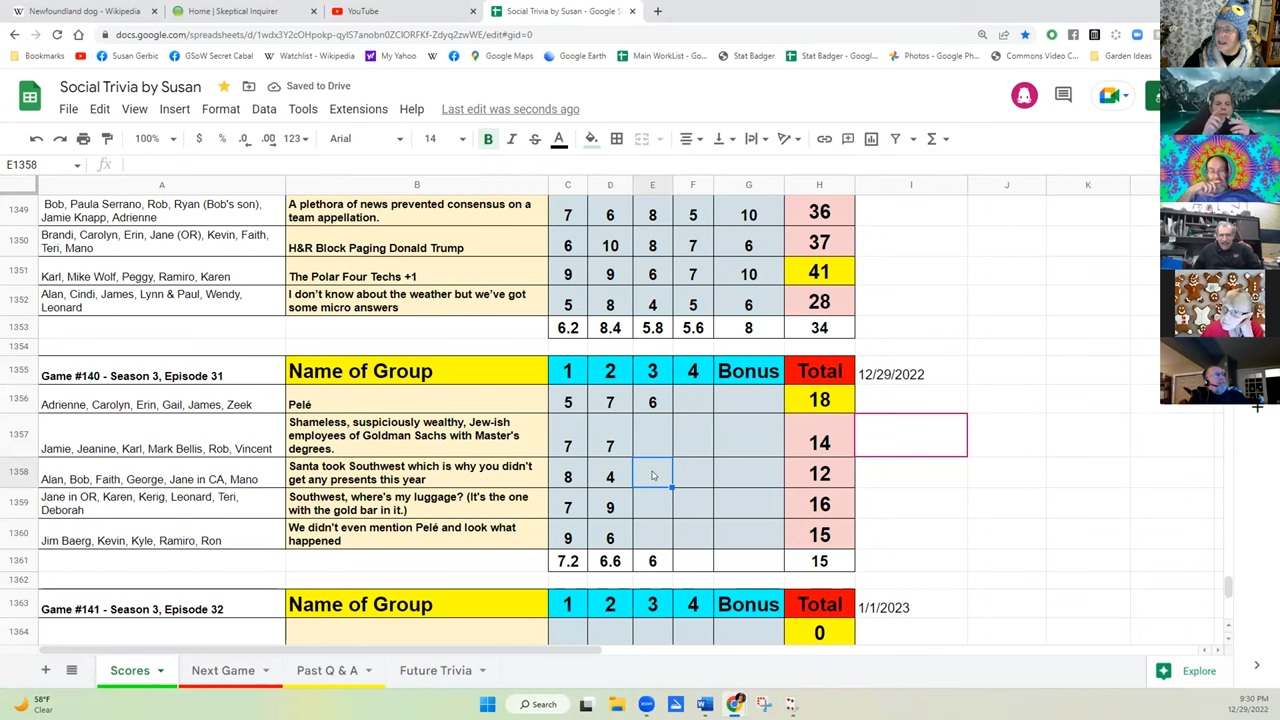 Newfoundland dog - Wikipedia
Home | Skeptical Inquirer
YouTube
Social Trivia by Susan - Google S
docs.google.com/spreadsheets/d/1wdx3Y2cOHpokp-qyIS7anobn0ZCIORFKf-Zdyq2zwWE/edit#gid=0
Bookmarks
Susan Gerbic
GSoW Secret Cabal
Watchlist - Wikipedia
My Yahoo
Google Maps
Google Earth
Main WorkList - Go...
Stat Badger
Stat Badger - Googl...
Photos - Google Ph...
Commons Video C...
Garden Ideas
Social Trivia by Susan
Saved to Drive
File Edit View Insert Format Data Tools Extensions Help Last edit was seconds ago
100% $ % .0 .00 123 Arial 14 B I A
E1358 fx
A B C D E F G H I J K
1349 Bob, Paula Serrano, Rob, Ryan (Bob's son), Jamie Knapp, Adrienne A plethora of news prevented consensus on a team appellation. 7 6 8 5 10 36
1350 Brandi, Carolyn, Erin, Jane (OR), Kevin, Faith, Teri, Mano H&R Block Paging Donald Trump 6 10 8 7 6 37
1351 Karl, Mike Wolf, Peggy, Ramiro, Karen The Polar Four Techs +1 9 9 6 7 10 41
1352 Alan, Cindi, James, Lynn & Paul, Wendy, Leonard I don't know about the weather but we've got some micro answers 5 8 4 5 6 28
1353 6.2 8.4 5.8 5.6 8 34
1354
1355 Game #140 - Season 3, Episode 31 Name of Group 1 2 3 4 Bonus Total 12/29/2022
1356 Adrienne, Carolyn, Erin, Gail, James, Zeek Pelé 5 7 6 18
1357 Jamie, Jeanine, Karl, Mark Bellis, Rob, Vincent Shameless, suspiciously wealthy, Jew-ish employees of Goldman Sachs with Master's degrees. 7 7 14
1358 Alan, Bob, Faith, George, Jane in CA, Mano Santa took Southwest which is why you didn't get any presents this year 8 4 12
1359 Jane in OR, Karen, Kerig, Leonard, Teri, Deborah Southwest, where's my luggage? (It's the one with the gold bar in it.) 7 9 16
1360 Jim Baerg, Kevin, Kyle, Ramiro, Ron We didn't even mention Pelé and look what happened 9 6 15
1361 7.2 6.6 6 15
1362
1363 Game #141 - Season 3, Episode 32 Name of Group 1 2 3 4 Bonus Total 1/1/2023
1364 0
Scores Next Game Past Q & A Future Trivia Explore
58°F
Clear
Search
9:30 PM
12/29/2022